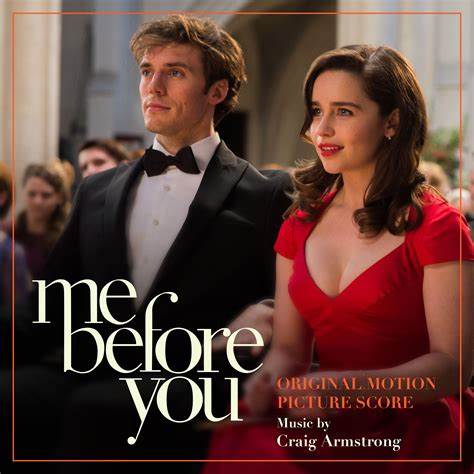 me
before
you
ORIGINAL MOTION
PICTURE SCORE
Music by
Craig Armstrong